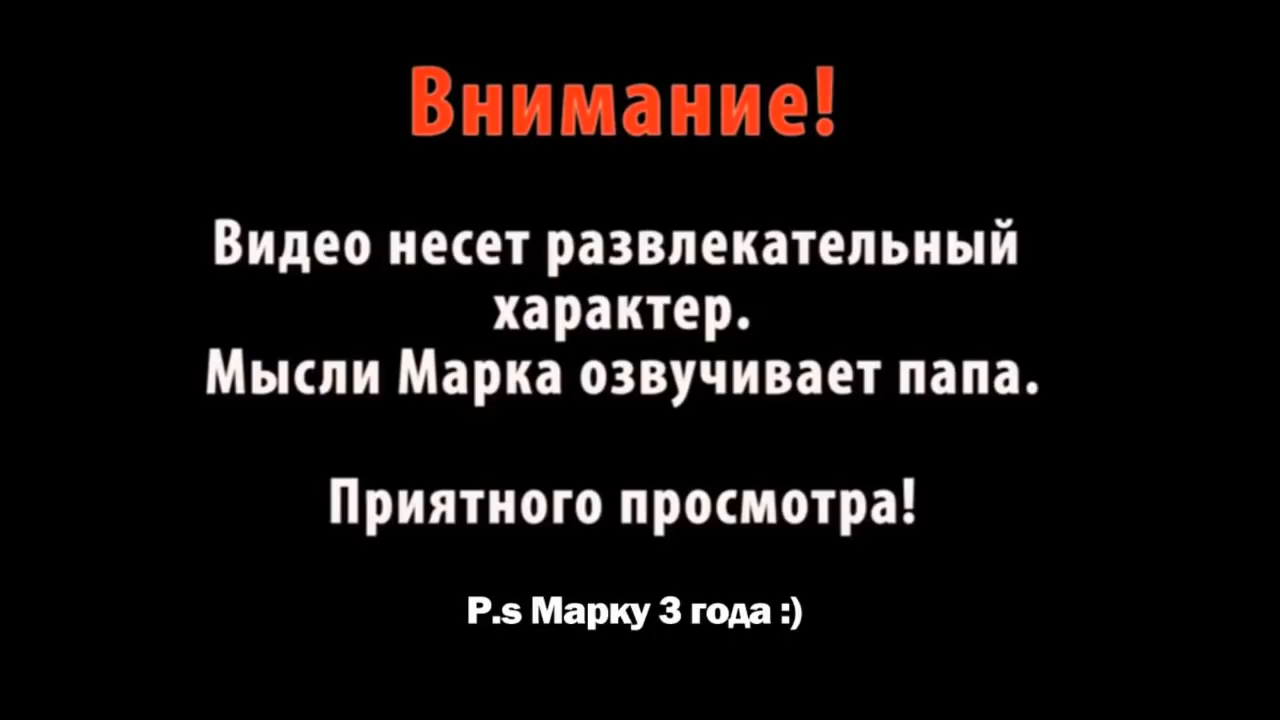 Внимание!
Видео несет развлекательный
характер.
Мысли Марка озвучивает папа.
Приятного просмотра!
P.s Марку 3 года :)